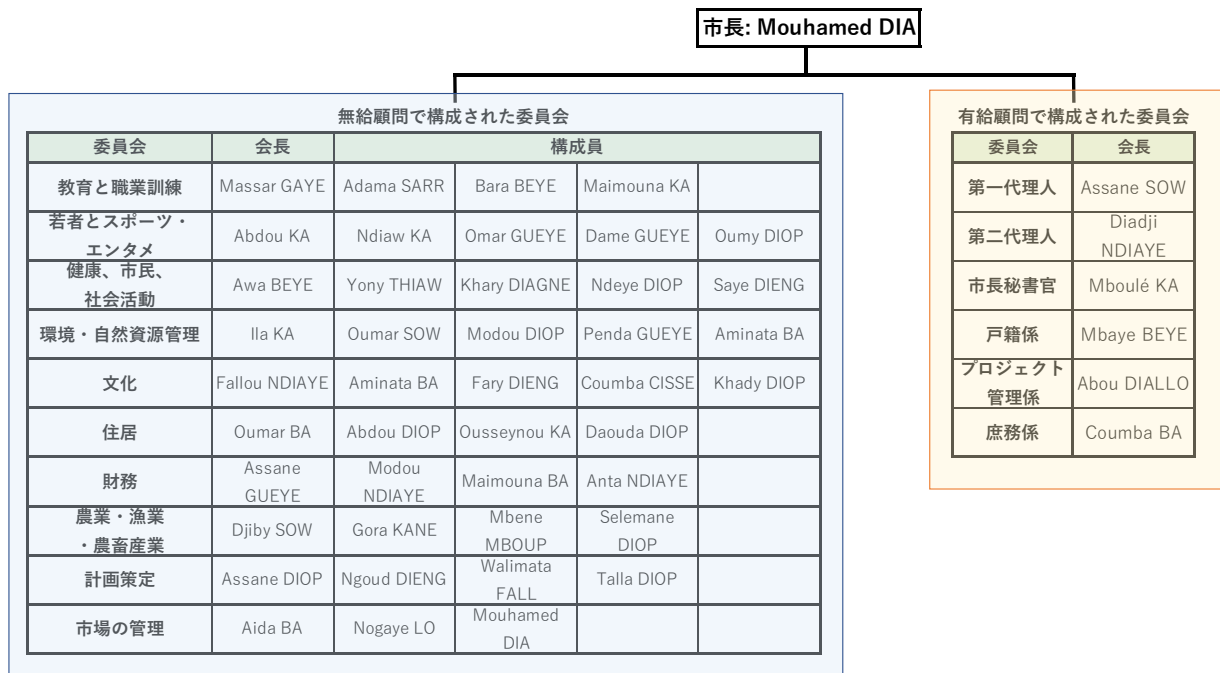 市長: Mouhamed DIA
無給顧問で構成された委員会
委員会 会長 構成員
教育と職業訓練 Massar GAYE Adama SARR Bara BEYE Maimouna KA
若者とスポーツ・
エンタメ Abdou KA Ndiaw KA Omar GUEYE Dame GUEYE Oumy DIOP
健康、市民、
社会活動 Awa BEYE Yony THIAW Khary DIAGNE Ndeye DIOP Saye DIENG
環境・自然資源管理 Ila KA Oumar SOW Modou DIOP Penda GUEYE Aminata BA
文化 Fallou NDIAYE Aminata BA Fary DIENG Coumba CISSE Khady DIOP
住居 Oumar BA Abdou DIOP Ousseynou KA Daouda DIOP
財務 Assane
GUEYE Modou
NDIAYE Maimouna BA Anta NDIAYE
農業・漁業
・農畜産業 Djiby SOW Gora KANE Mbene
MBOUP Selemane
DIOP
計画策定 Assane DIOP Ngoud DIENG Walimata
FALL Talla DIOP
市場の管理 Aida BA Nogaye LO Mouhamed
DIA
有給顧問で構成された委員会
委員会 会長
第一代理人 Assane SOW
第二代理人 Diadji
NDIAYE
市長秘書官 Mboulé KA
戸籍係 Mbaye BEYE
プロジェクト
管理係 Abou DIALLO
庶務係 Coumba BA